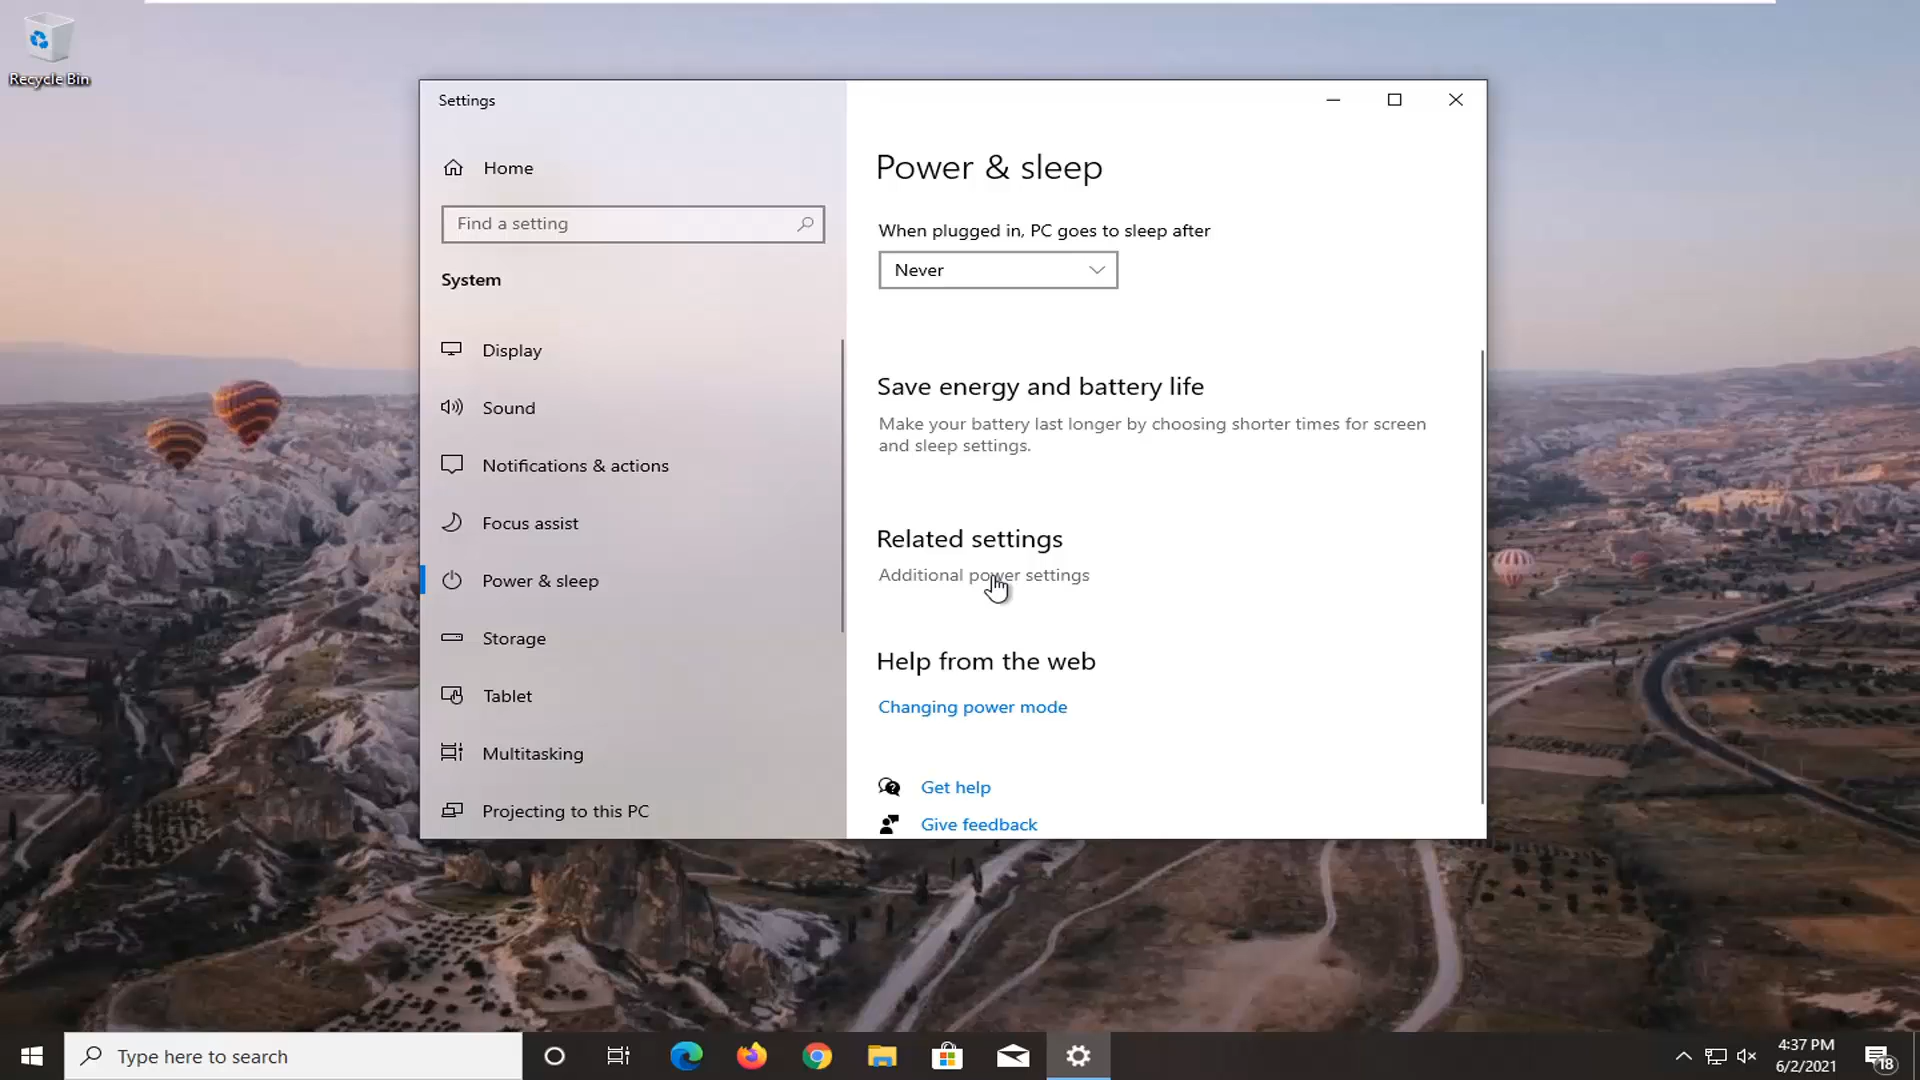 Recycle Bin
Settings
Home
Find a setting
System
Display
Sound
Notifications & actions
Focus assist
Power & sleep
Storage
Tablet
Multitasking
Projecting to this PC
Power & sleep
When plugged in, PC goes to sleep after
Never
Save energy and battery life
Make your battery last longer by choosing shorter times for screen
and sleep settings.
Related settings
Additional power settings
Help from the web
Changing power mode
Get help
Give feedback
Type here to search
4:37 PM
6/2/2021
18